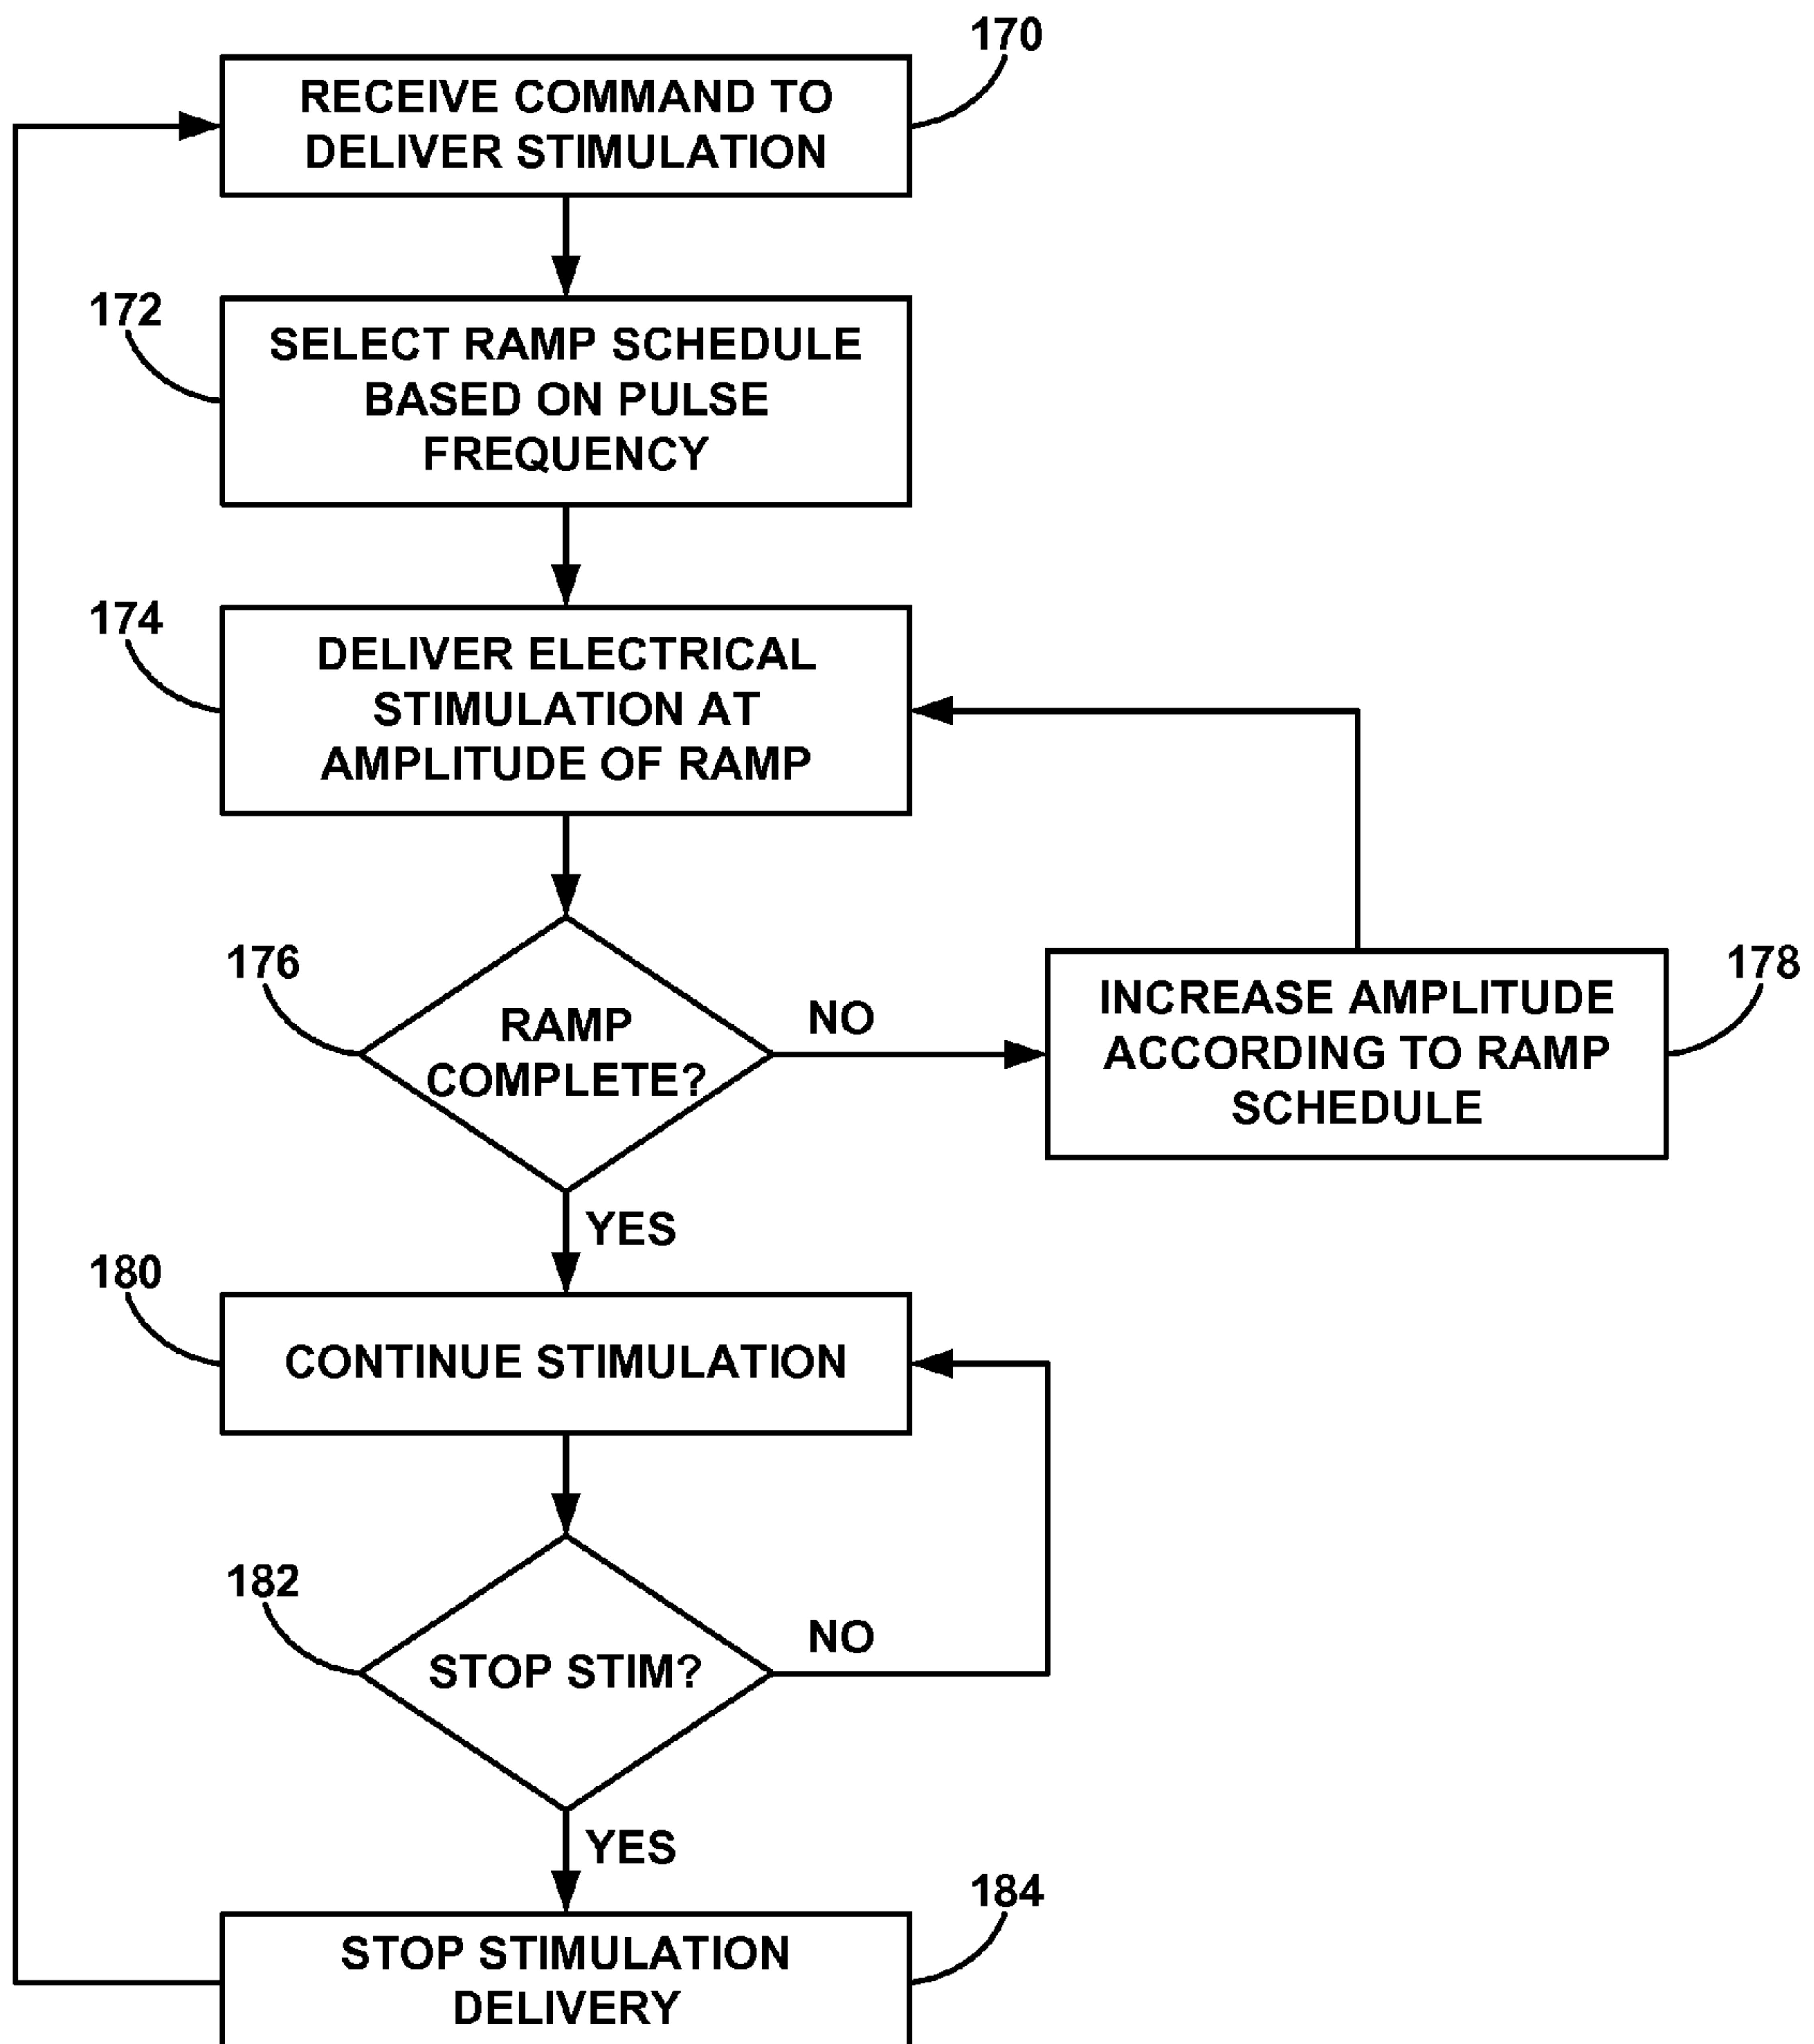 170
RECEIVE COMMAND TO
DELIVER STIMULATION
172
SELECT RAMP SCHEDULE
BASED ON PULSE
FREQUENCY
174
DELIVER ELECTRICAL
STIMULATION AT
AMPLITUDE OF RAMP
176
RAMP
COMPLETE?
NO
178
INCREASE AMPLITUDE
ACCORDING TO RAMP
SCHEDULE
YES
180
CONTINUE STIMULATION
182
STOP STIM?
NO
YES
184
STOP STIMULATION
DELIVERY